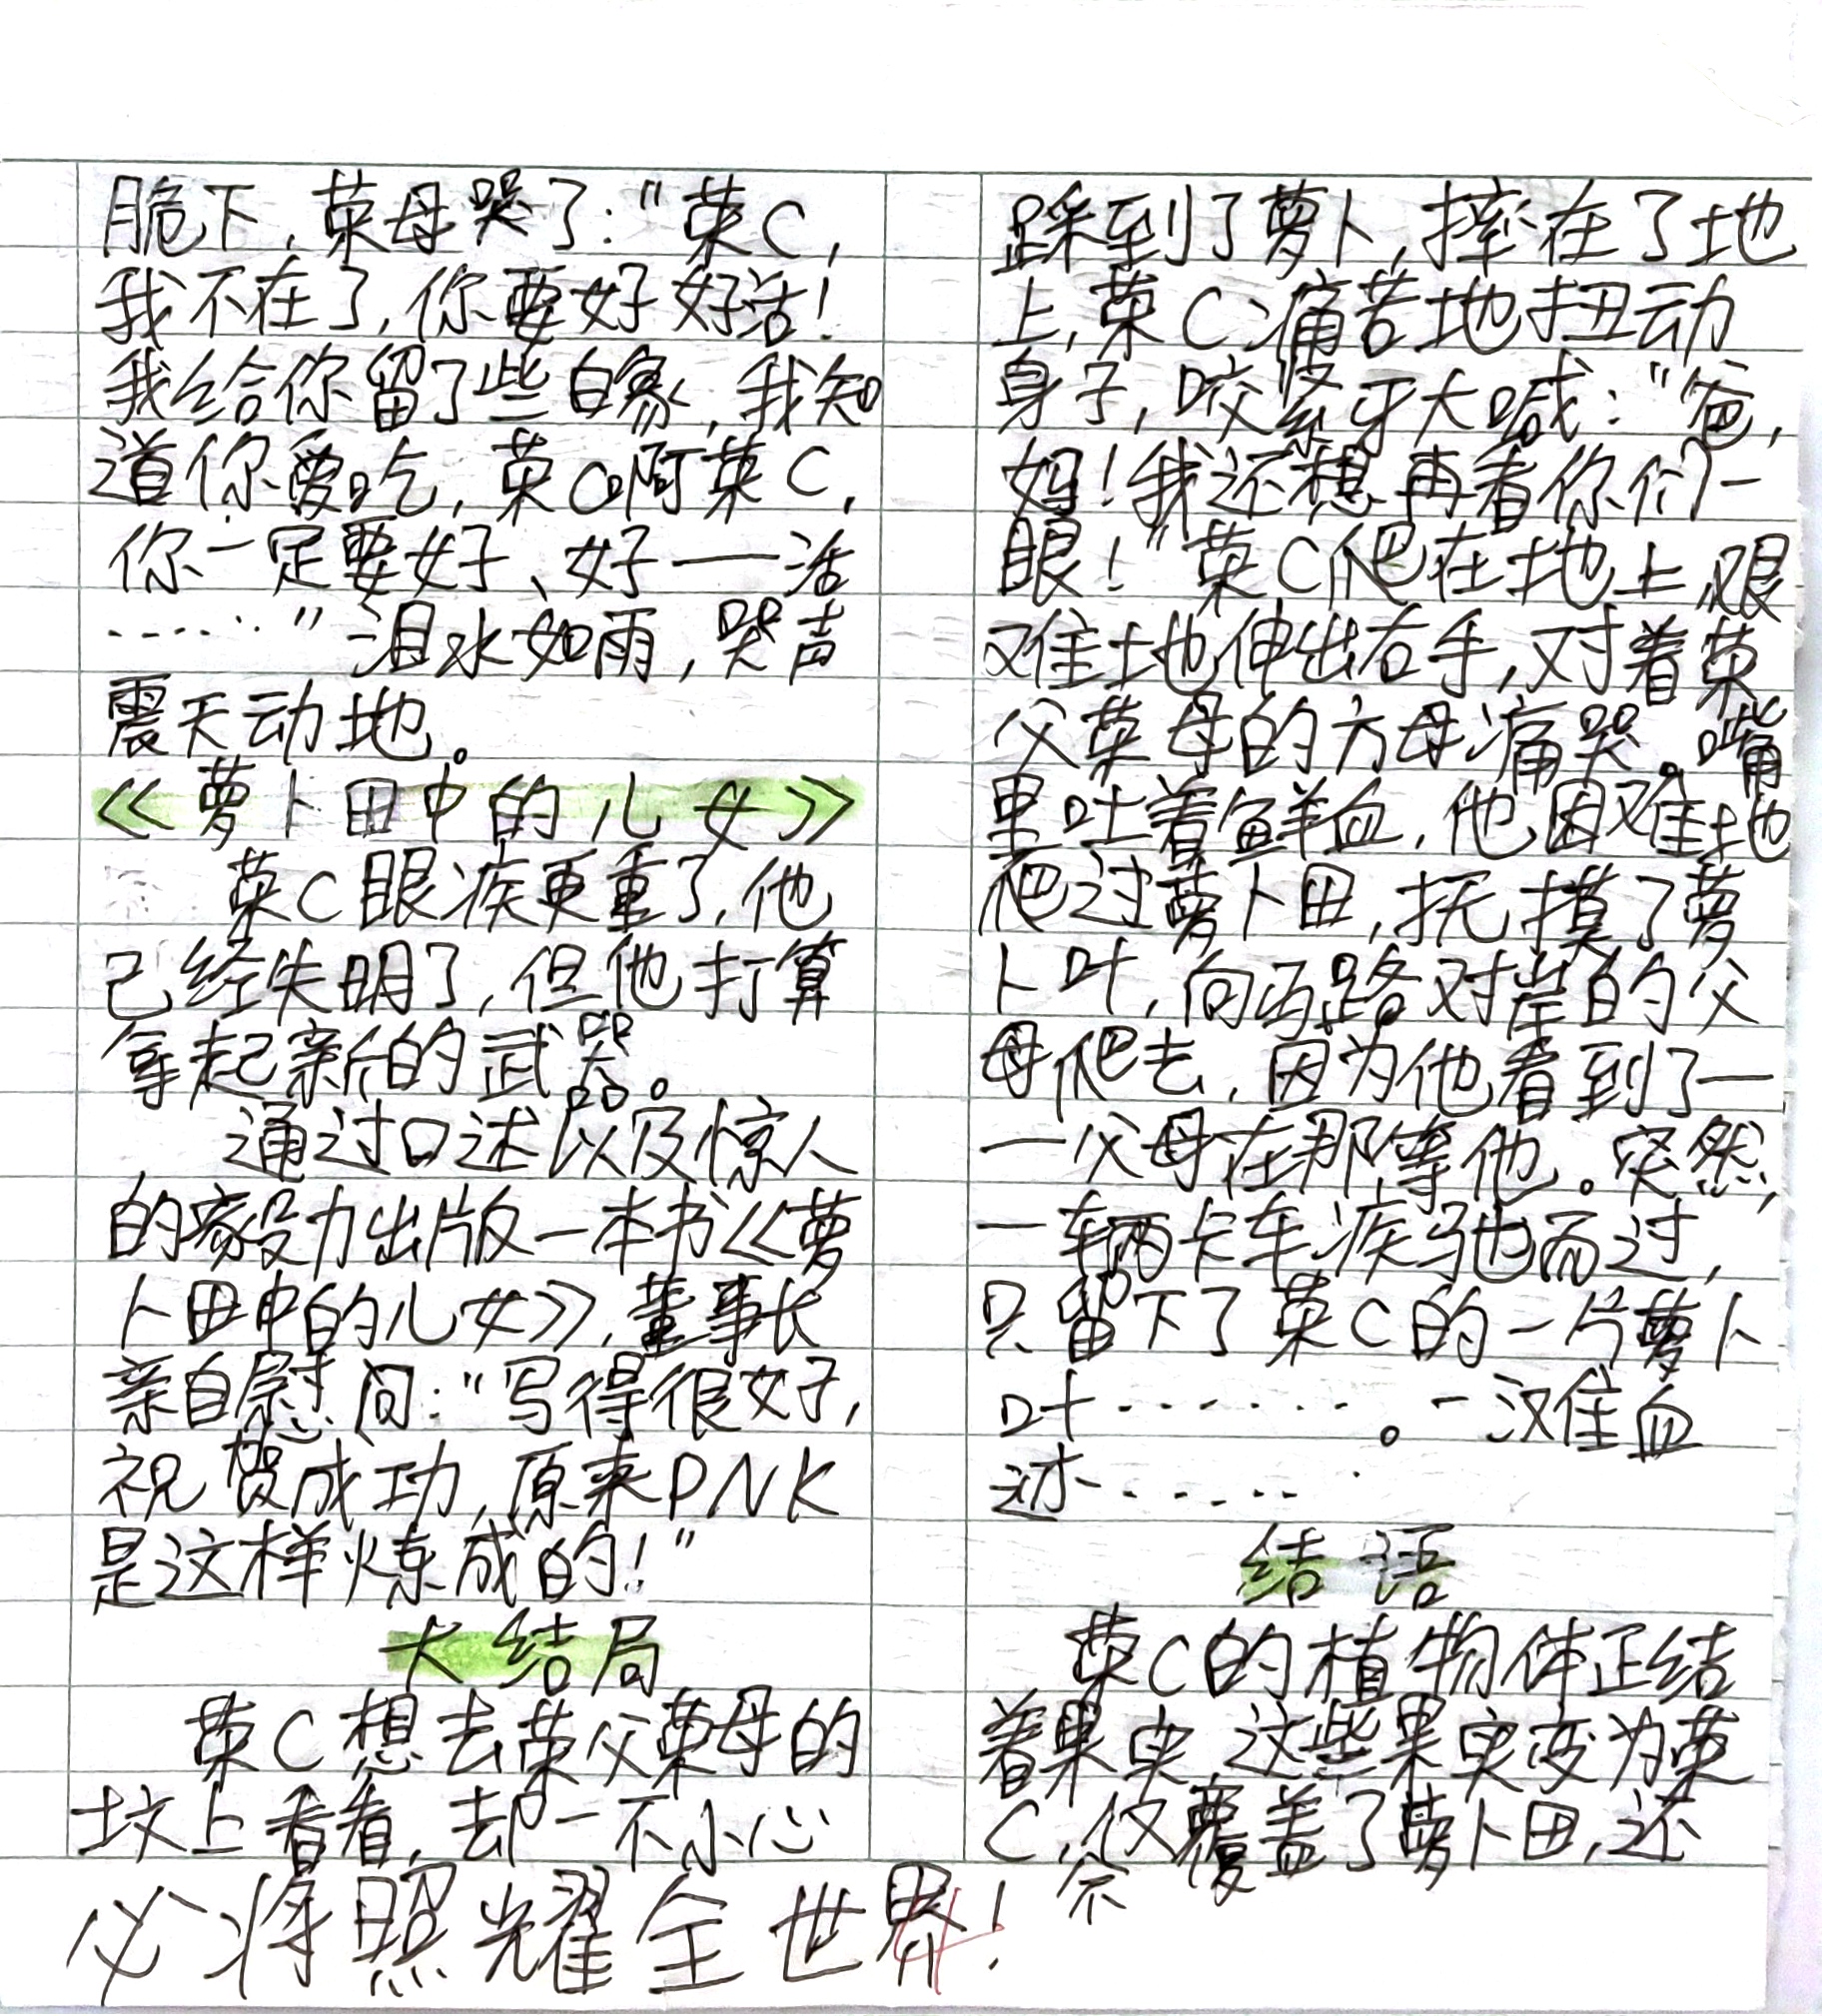 脆下，菜母哭了：“菜C，
我不在了，你要好好活！
我给你留了些白象，我知
道你爱吃，菜C啊菜C，
你一定要好、好——活
……”泪水如雨，哭声
震天动地。
《萝卜田中的儿女》
菜C眼疾更重了，他
已经失明了，但他打算
拿起新的武器。
通过口述以及惊人
的毅力出版一本书《萝
卜田中的儿女》，董事长
亲自慰问：“写得很好，
祝贺成功，原来PNK
是这样炼成的！”
大结局
菜C想去菜父菜母的
坟上看看，却一不小心
踩到了萝卜，摔在了地
上，菜C痛苦地扭动
身子，咬紧牙大喊：“爸，
妈！我还想再看你们一
眼！”菜C爬在地上艰
难地伸出右手，对着菜
父菜母的方母痛哭。嘴
里吐着鲜血，他困难地
爬过萝卜田，抚摸了萝
卜叶，向马路对岸的父
母爬去，因为他看到了—
—父母在那等他。突然，
一辆卡车疾驰而过，
只留下了菜C的一片萝卜
叶……。一汉堆血
迹……
结语
菜C的植物体正结
着果实，这些果实变为菜
C，不仅覆盖了萝卜田，还
必将照耀全世界！